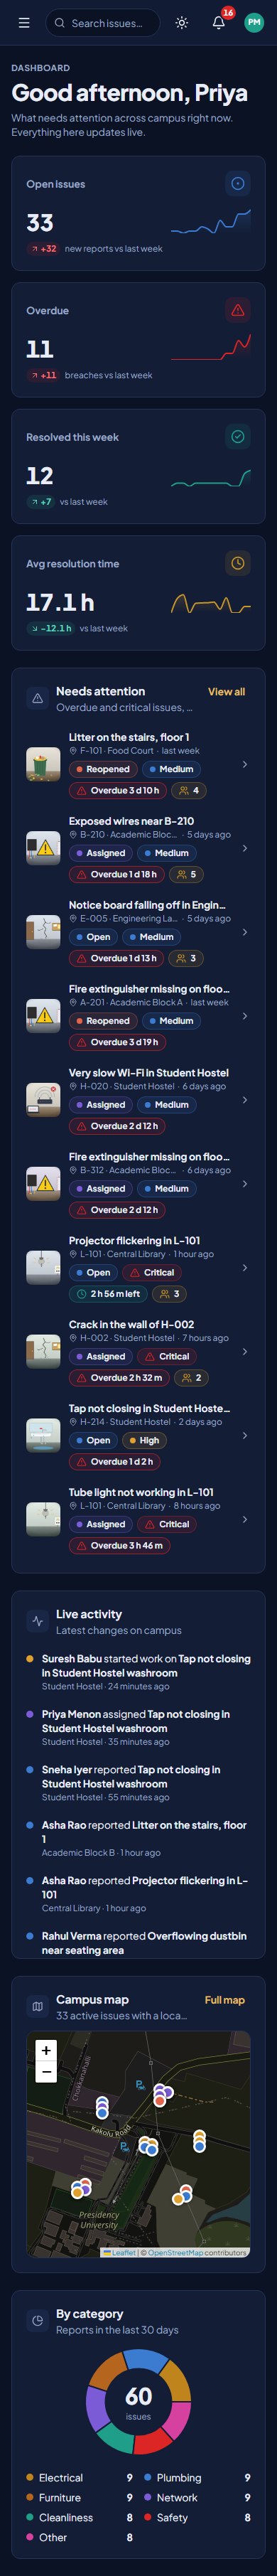 Search issues...
16
PM
DASHBOARD
Good afternoon, Priya
What needs attention across campus right now.
Everything here updates live.
Open issues
33
+32 new reports vs last week
Overdue
11
+11 breaches vs last week
Resolved this week
12
+7 vs last week
Avg resolution time
17.1 h
−12.1 h vs last week
Needs attention
View all
Overdue and critical issues, ...
Litter on the stairs, floor 1
F-101 · Food Court · last week
Reopened Medium
Overdue 3 d 10 h 4
Exposed wires near B-210
B-210 · Academic Bloc... · 5 days ago
Assigned Medium
Overdue 1 d 18 h 5
Notice board falling off in Engin...
E-005 · Engineering La... · 5 days ago
Open Medium
Overdue 1 d 13 h 3
Fire extinguisher missing on floo...
A-201 · Academic Block A · last week
Reopened Medium
Overdue 3 d 19 h
Very slow Wi-Fi in Student Hostel
H-020 · Student Hostel · 6 days ago
Assigned Medium
Overdue 2 d 12 h
Fire extinguisher missing on floo...
B-312 · Academic Bloc... · 6 days ago
Assigned Medium
Overdue 2 d 12 h
Projector flickering in L-101
L-101 · Central Library · 1 hour ago
Open Critical
2 h 56 m left 3
Crack in the wall of H-002
H-002 · Student Hostel · 7 hours ago
Assigned Critical
Overdue 2 h 32 m 2
Tap not closing in Student Hoste...
H-214 · Student Hostel · 2 days ago
Open High
Overdue 1 d 2 h
Tube light not working in L-101
L-101 · Central Library · 8 hours ago
Assigned Critical
Overdue 3 h 46 m
Live activity
Latest changes on campus
Suresh Babu started work on Tap not closing
in Student Hostel washroom
Student Hostel · 24 minutes ago
Priya Menon assigned Tap not closing in
Student Hostel washroom
Student Hostel · 35 minutes ago
Sneha Iyer reported Tap not closing in
Student Hostel washroom
Student Hostel · 55 minutes ago
Asha Rao reported Litter on the stairs, floor
1
Academic Block B · 1 hour ago
Asha Rao reported Projector flickering in L-
101
Central Library · 1 hour ago
Rahul Verma reported Overflowing dustbin
near seating area
Campus map
Full map
33 active issues with a loca...
+
−
Chokkanahalli
Kakolu Road
Presidency
University
Leaflet | © OpenStreetMap contributors
By category
Reports in the last 30 days
60
issues
Electrical 9
Plumbing 9
Furniture 9
Network 9
Cleanliness 8
Safety 8
Other 8